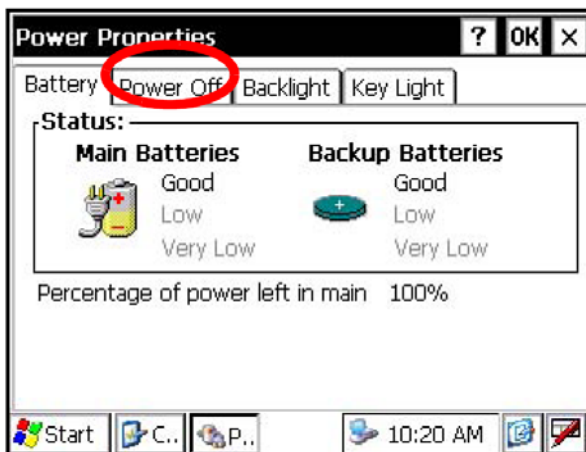 Power Properties ? OK ×
Battery Power Off Backlight Key Light
Status:
Main Batteries Backup Batteries
Good Good
Low Low
Very Low Very Low
Percentage of power left in main 100%
Start C.. P.. 10:20 AM